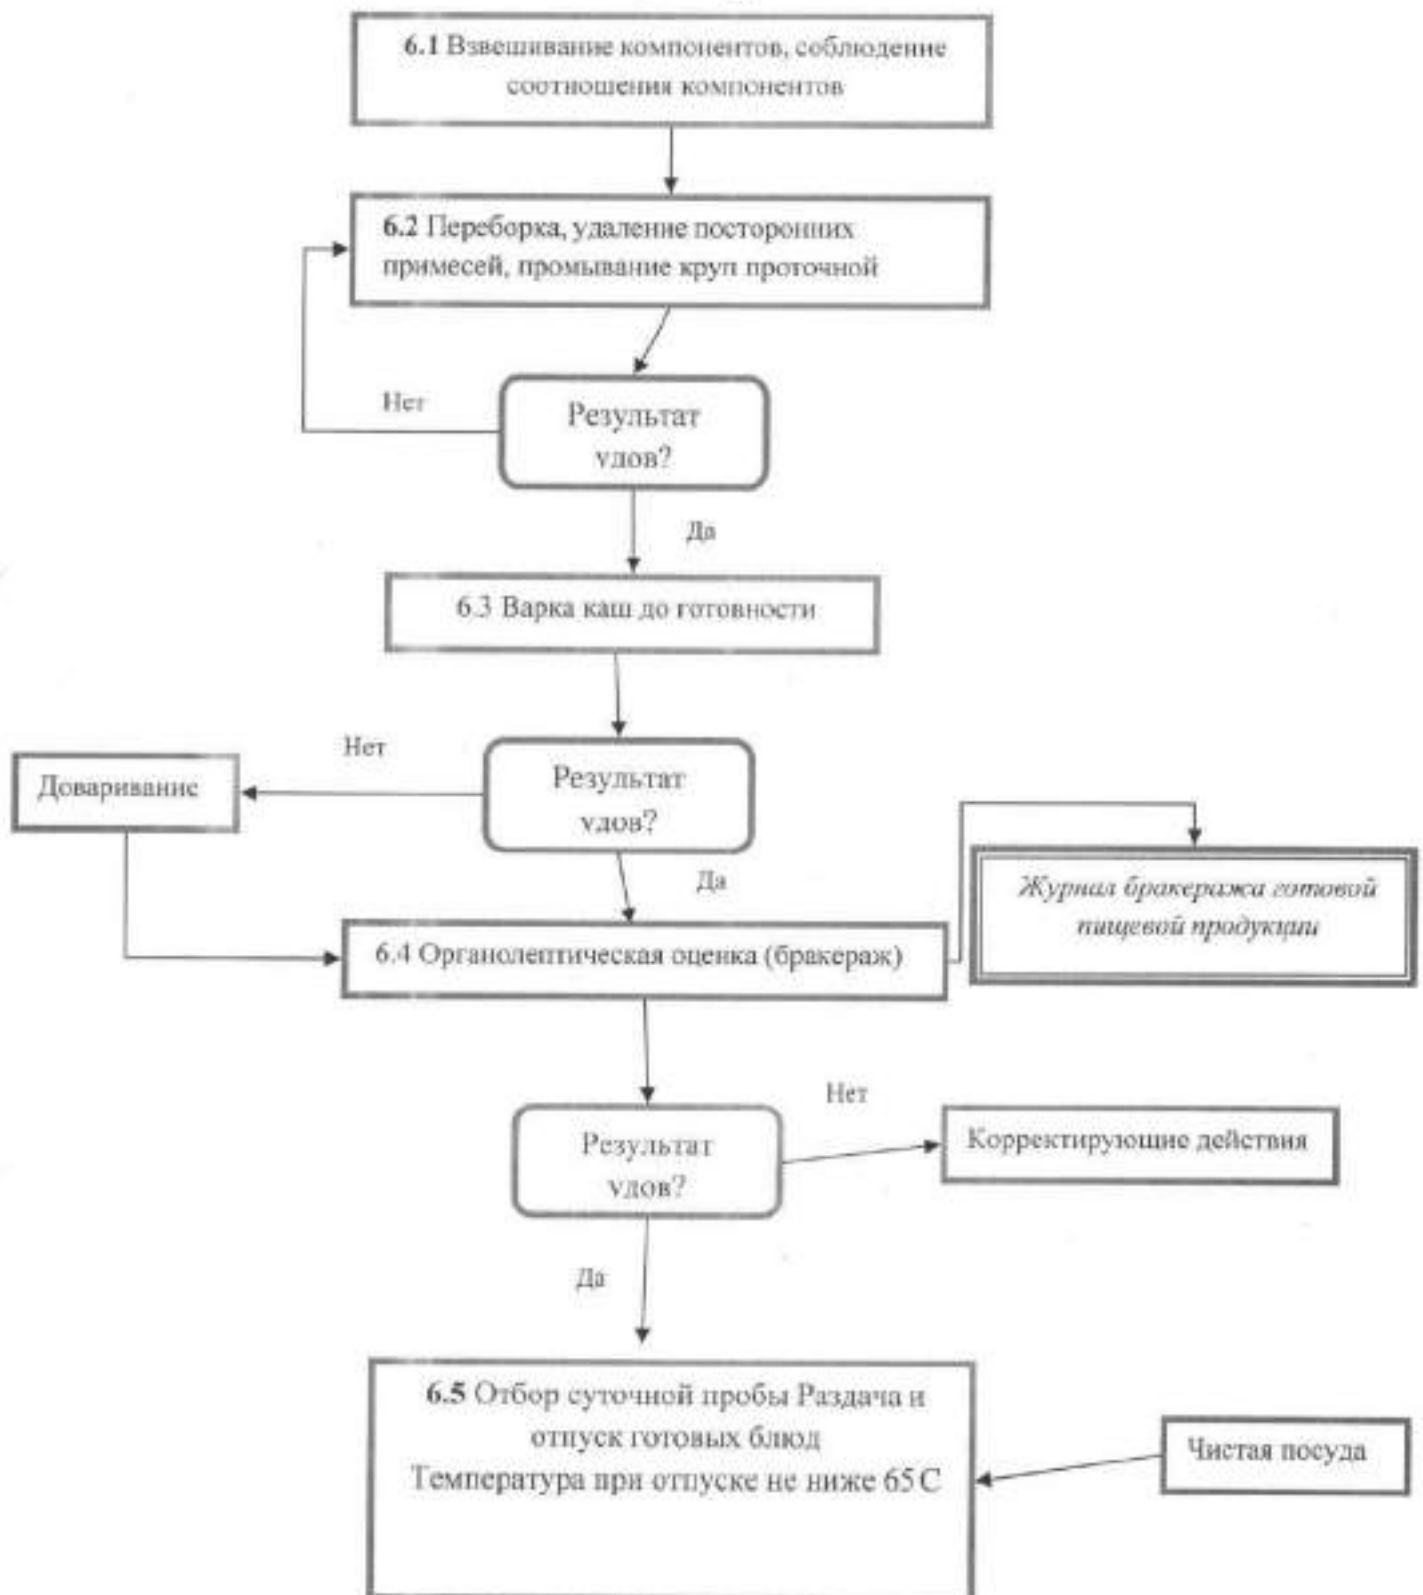 6.1 Взвешивание компонентов, соблюдение
соотношения компонентов
6.2 Переборка, удаление посторонних
примесей, промывание круп проточной
Нет
Результат
удов?
Да
6.3 Варка каш до готовности
Нет
Доваривание
Результат
удов?
Да
Журнал бракеража готовой
пищевой продукции
6.4 Органолептическая оценка (бракераж)
Нет
Результат
удов?
Корректирующие действия
Да
6.5 Отбор суточной пробы Раздача и
отпуск готовых блюд
Температура при отпуске не ниже 65 С
Чистая посуда